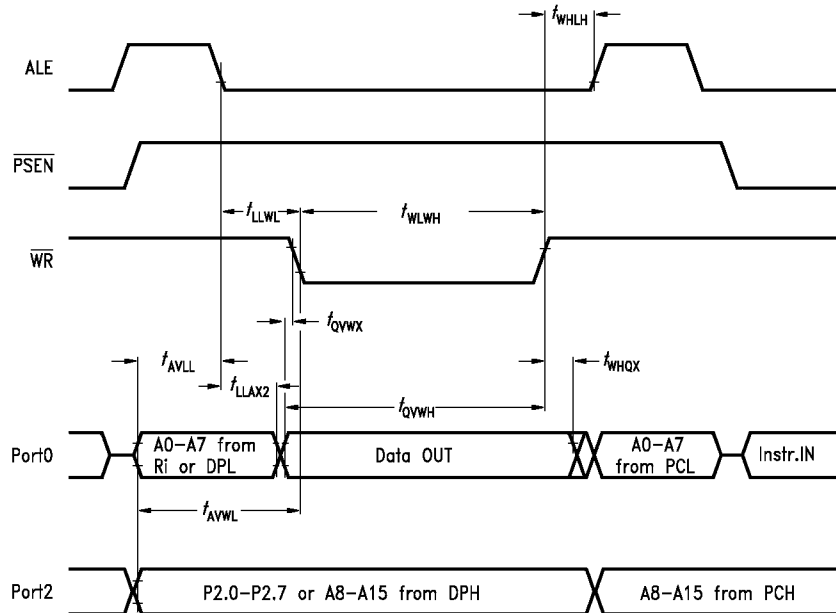 tWHLH
ALE
PSEN
tLLWL
tWLWH
WR
tQVWX
tAVLL
tWHQX
tLLAX2
tQVWH
Port0
A0-A7 from
Ri or DPL
Data OUT
A0-A7
from PCL
Instr.IN
tAVWL
Port2
P2.0-P2.7 or A8-A15 from DPH
A8-A15 from PCH